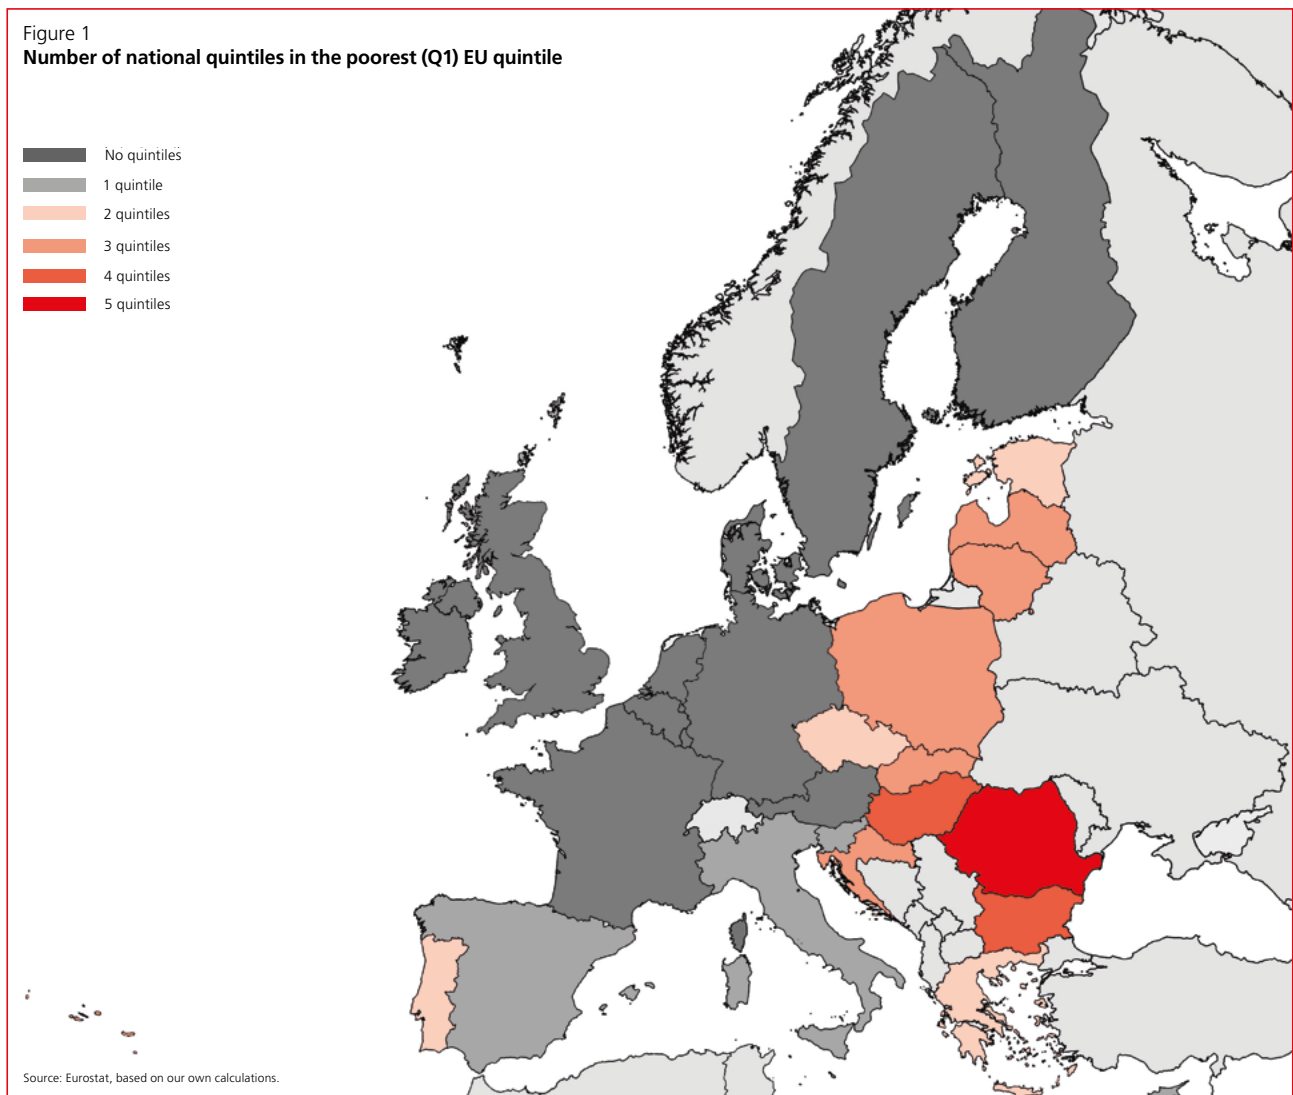 Figure 1
Number of national quintiles in the poorest (Q1) EU quintile
No quintiles
1 quintile
2 quintiles
3 quintiles
4 quintiles
5 quintiles
Source: Eurostat, based on our own calculations.